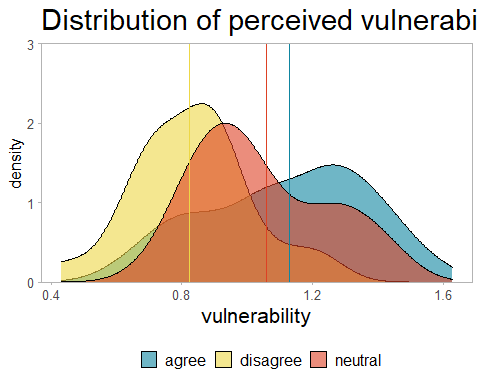 Distribution of perceived vulnerabi
3
2
1
0
density
0.4 0.8 1.2 1.6
vulnerability
agree disagree neutral